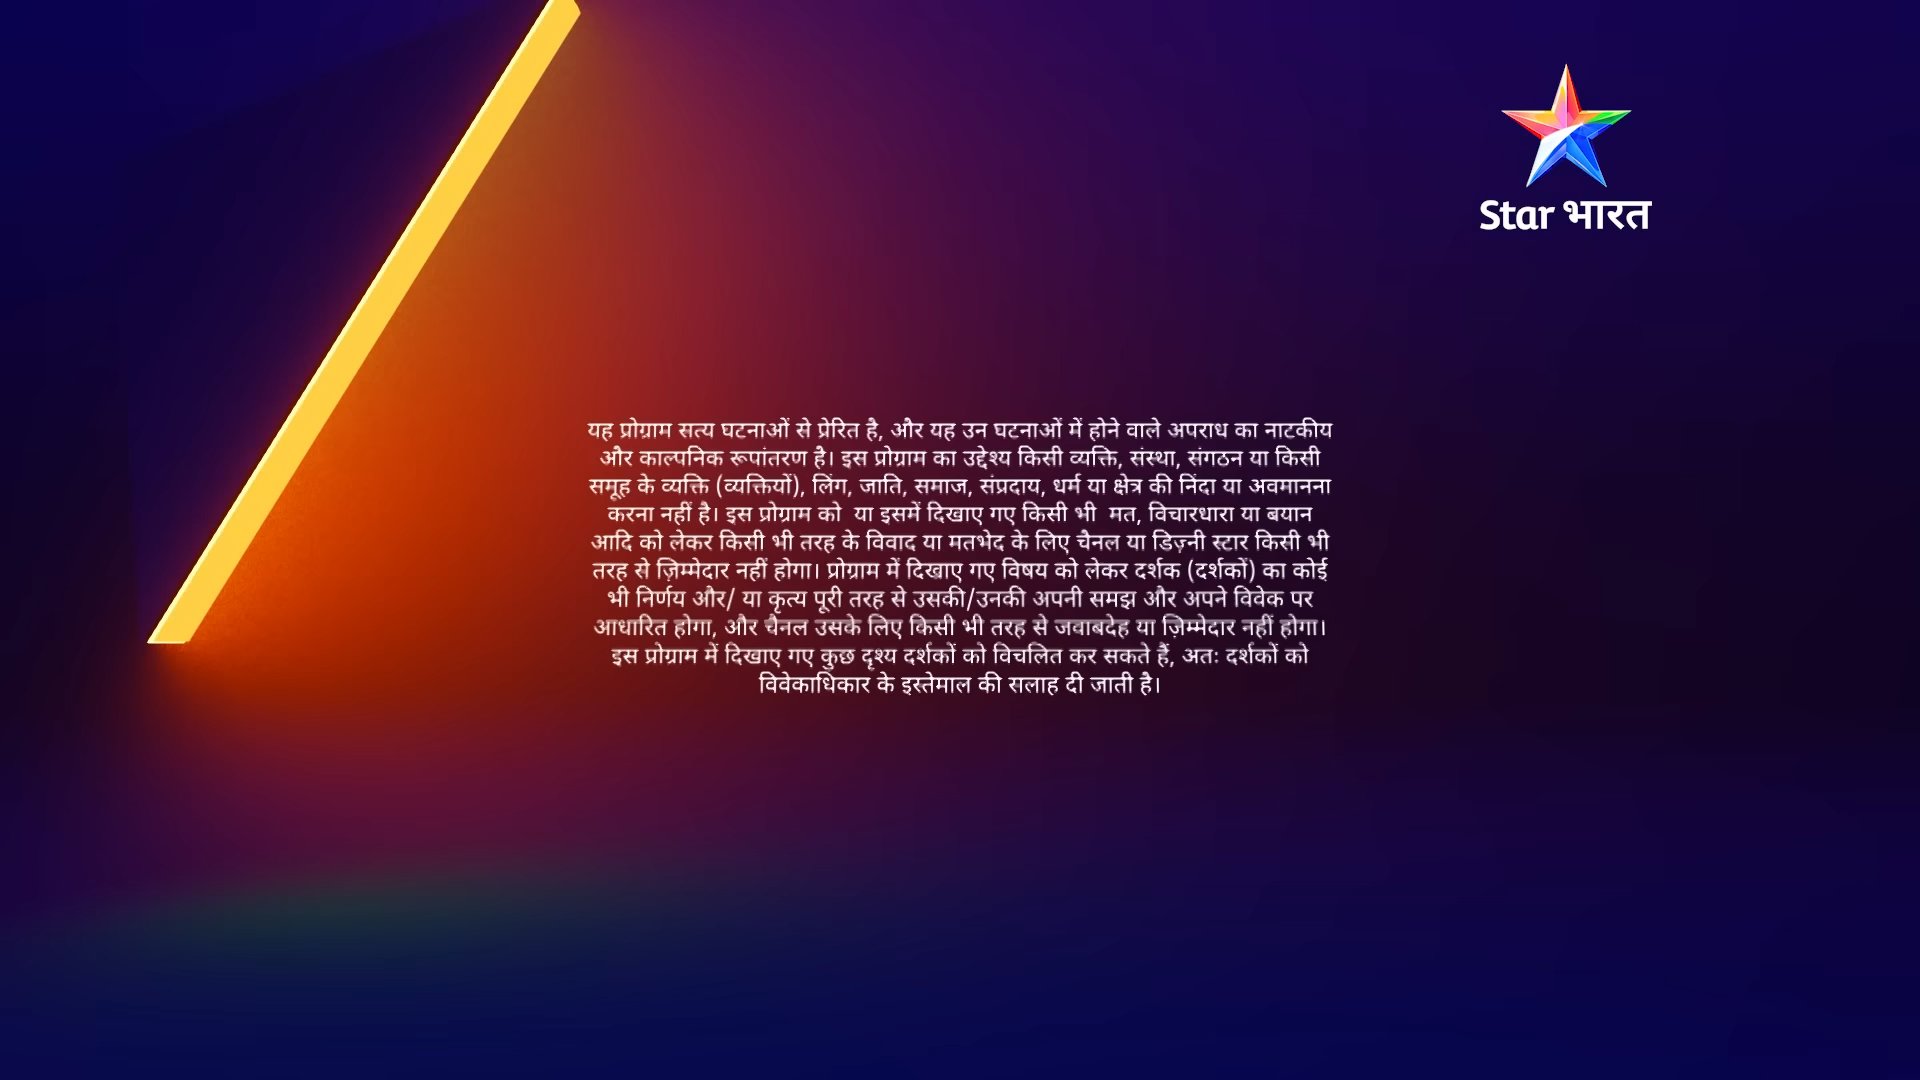 Star भारत
यह प्रोग्राम सत्य घटनाओं से प्रेरित है, और यह उन घटनाओं में होने वाले अपराध का नाटकीय
और काल्पनिक रूपांतरण है। इस प्रोग्राम का उद्देश्य किसी व्यक्ति, संस्था, संगठन या किसी
समूह के व्यक्ति (व्यक्तियों), लिंग, जाति, समाज, संप्रदाय, धर्म या क्षेत्र की निंदा या अवमानना
करना नहीं है। इस प्रोग्राम को या इसमें दिखाए गए किसी भी मत, विचारधारा या बयान
आदि को लेकर किसी भी तरह के विवाद या मतभेद के लिए चैनल या डिज़्नी स्टार किसी भी
तरह से ज़िम्मेदार नहीं होगा। प्रोग्राम में दिखाए गए विषय को लेकर दर्शक (दर्शकों) का कोई
भी निर्णय और/ या कृत्य पूरी तरह से उसकी/उनकी अपनी समझ और अपने विवेक पर
आधारित होगा, और चैनल उसके लिए किसी भी तरह से जवाबदेह या ज़िम्मेदार नहीं होगा।
इस प्रोग्राम में दिखाए गए कुछ दृश्य दर्शकों को विचलित कर सकते हैं, अतः दर्शकों को
विवेकाधिकार के इस्तेमाल की सलाह दी जाती है।